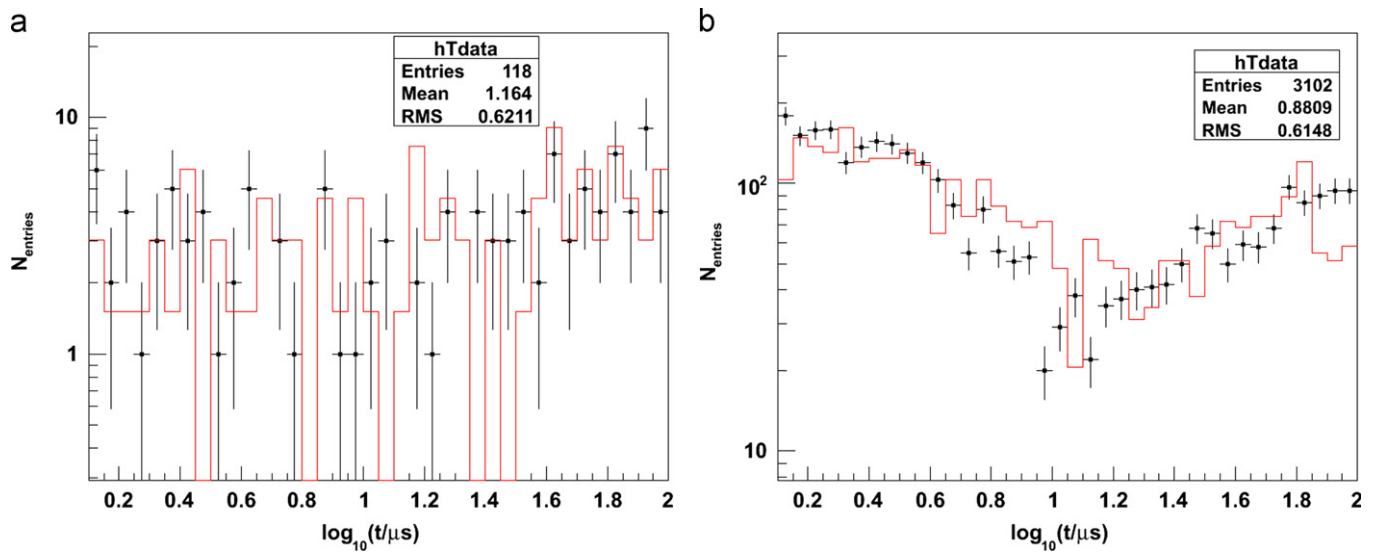 a
hTdata
Entries 118
Mean 1.164
RMS 0.6211
10
1
N_entries
0.2 0.4 0.6 0.8 1 1.2 1.4 1.6 1.8 2
log₁₀(t/μs)
b
hTdata
Entries 3102
Mean 0.8809
RMS 0.6148
10²
10
N_entries
0.2 0.4 0.6 0.8 1 1.2 1.4 1.6 1.8 2
log₁₀(t/μs)